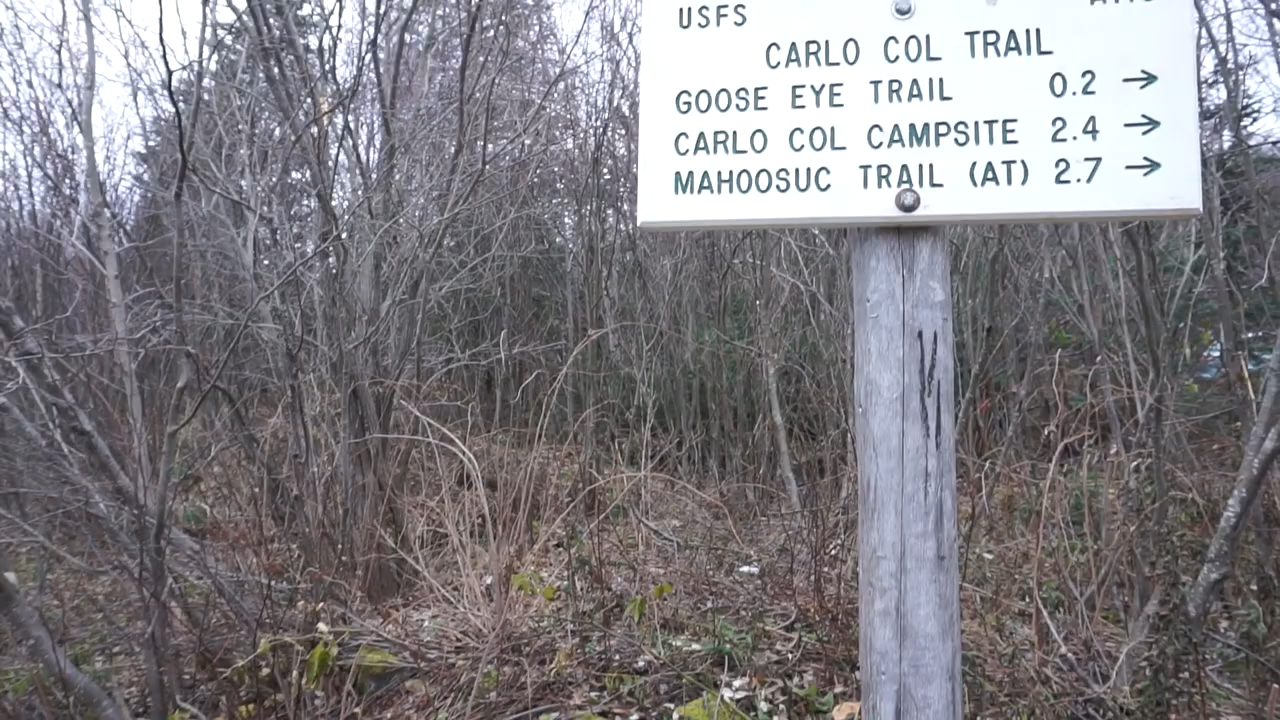 USFS
CARLO COL TRAIL
GOOSE EYE TRAIL 0.2 →
CARLO COL CAMPSITE 2.4 →
MAHOOSUC TRAIL (AT) 2.7 →